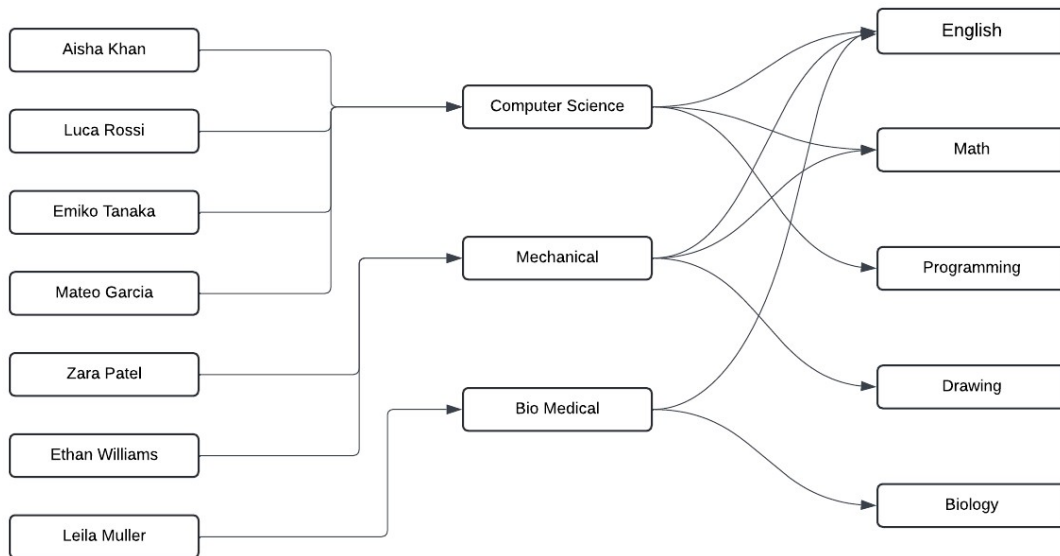 Aisha Khan
Luca Rossi
Emiko Tanaka
Mateo Garcia
Zara Patel
Ethan Williams
Leila Muller
Computer Science
Mechanical
Bio Medical
English
Math
Programming
Drawing
Biology